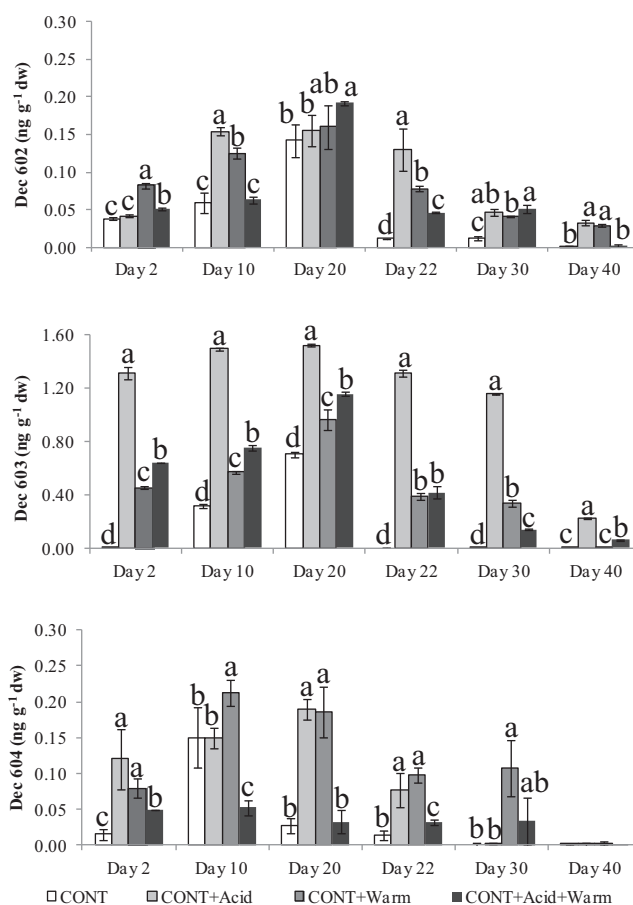 0.30
0.25
0.20
0.15
0.10
0.05
0.00
Dec 602 (ng g-1 dw)
c c a b
c a b c
b b ab a
d a b c
c ab b a
b a a b
Day 2 Day 10 Day 20 Day 22 Day 30 Day 40
1.60
1.20
0.80
0.40
0.00
Dec 603 (ng g-1 dw)
d a c b
d a c b
d a c b
d a b b
d a b c
c a c b
Day 2 Day 10 Day 20 Day 22 Day 30 Day 40
0.30
0.25
0.20
0.15
0.10
0.05
0.00
Dec 604 (ng g-1 dw)
c a a b
b b a c
b a a b
b a a c
b b a ab
Day 2 Day 10 Day 20 Day 22 Day 30 Day 40
CONT CONT+Acid CONT+Warm CONT+Acid+Warm